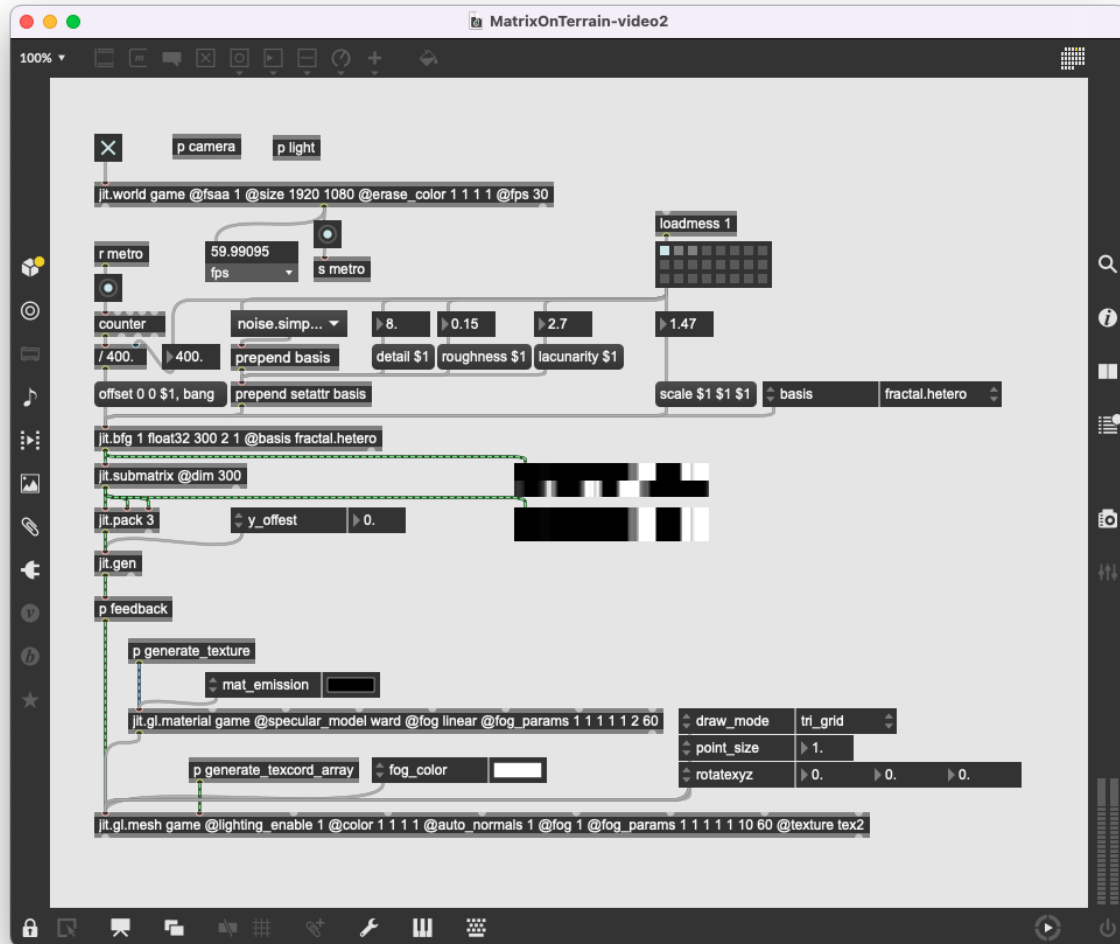 MatrixOnTerrain-video2
100%
p camera
p light
jit.world game @fsaa 1 @size 1920 1080 @erase_color 1 1 1 1 @fps 30
loadmess 1
r metro
59.99095
fps
s metro
counter
noise.simp...
8.
0.15
2.7
1.47
/ 400.
400.
prepend basis
detail $1
roughness $1
lacunarity $1
offset 0 0 $1, bang
prepend setattr basis
scale $1 $1 $1
basis
fractal.hetero
jit.bfg 1 float32 300 2 1 @basis fractal.hetero
jit.submatrix @dim 300
jit.pack 3
y_offest
0.
jit.gen
p feedback
p generate_texture
mat_emission
jit.gl.material game @specular_model ward @fog linear @fog_params 1 1 1 1 1 2 60
draw_mode
tri_grid
point_size
1.
p generate_texcord_array
fog_color
rotatexyz
0.
0.
0.
jit.gl.mesh game @lighting_enable 1 @color 1 1 1 1 @auto_normals 1 @fog 1 @fog_params 1 1 1 1 1 10 60 @texture tex2